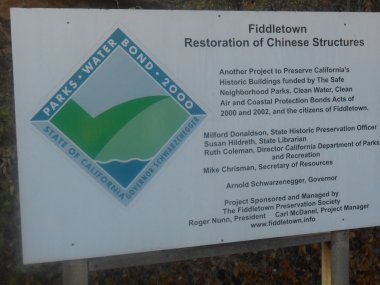 Fiddletown
Restoration of Chinese Structures
PARKS · WATER BOND · 2000
STATE OF CALIFORNIA
GOVERNOR SCHWARZENEGGER
Another Project to Preserve California's
Historic Buildings funded by The Safe
Neighborhood Parks, Clean Water, Clean
Air and Coastal Protection Bonds Acts of
2000 and 2002, and the citizens of Fiddletown.
Milford Donaldson, State Historic Preservation Officer
Susan Hildreth, State Librarian
Ruth Coleman, Director California Department of Parks
and Recreation
Mike Chrisman, Secretary of Resources
Arnold Schwarzenegger, Governor
Project Sponsored and Managed by
The Fiddletown Preservation Society
Roger Nunn, President Carl McDanel, Project Manager
www.fiddletown.info